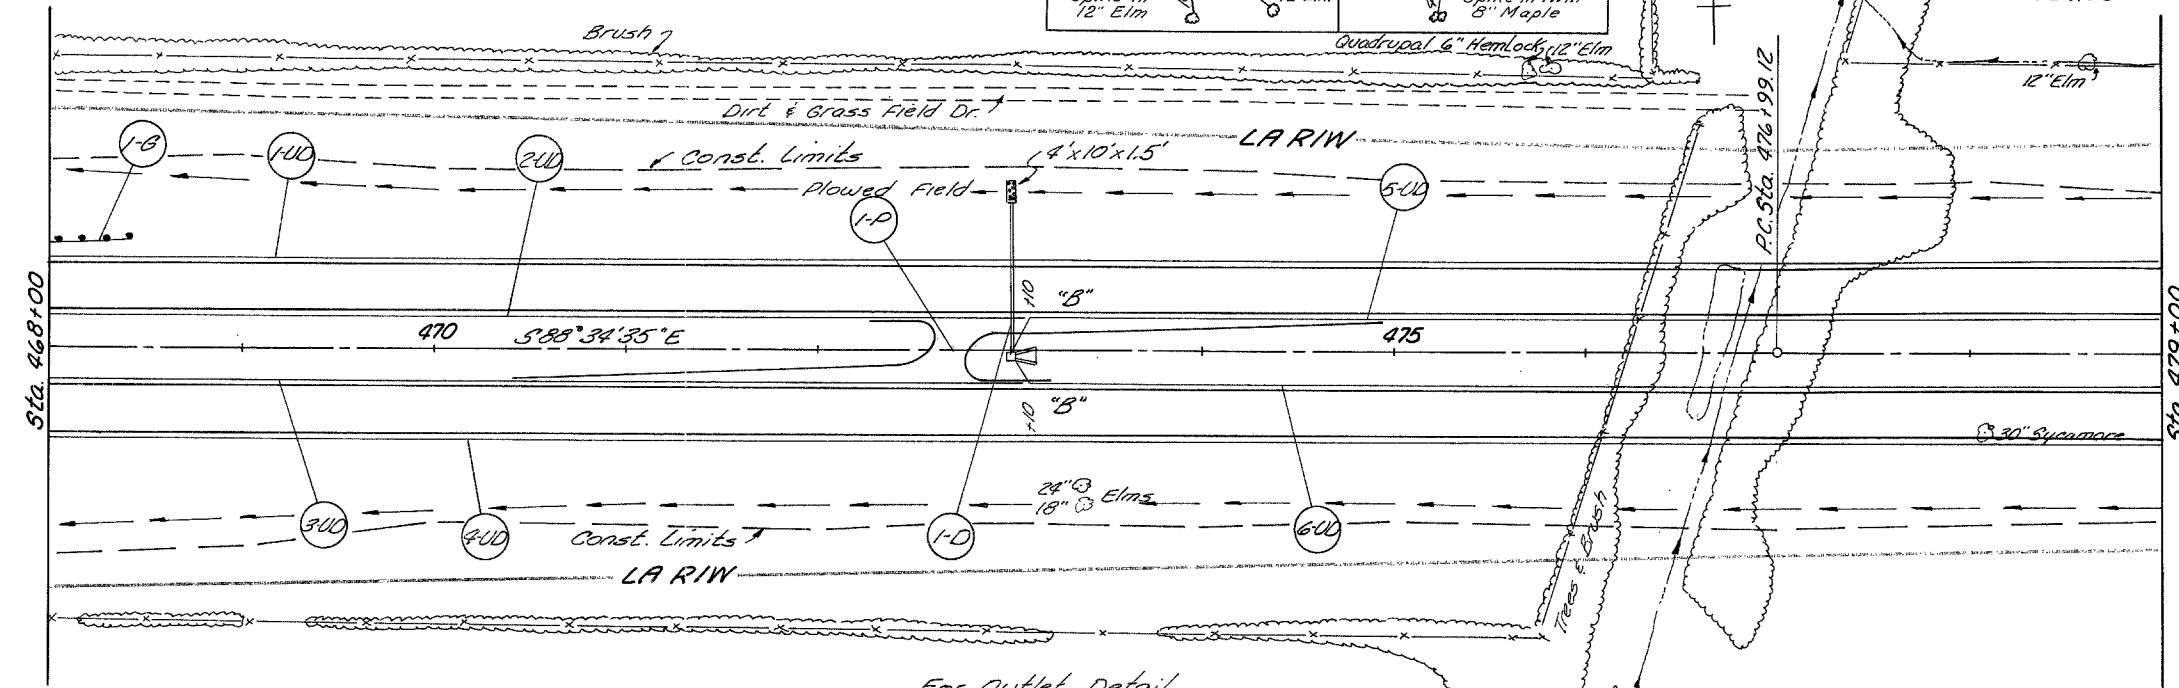 12" Elm
8" Maple
Brush
Quadrupal 6" Hemlock
12" Elm
12" Elm
Dirt & Grass Field Dr.
LA R/W
P.C. Sta. 476+99.12
1-G
1-UD
2-UD
Const. Limits
4'x10'x1.5'
Plowed Field
5-UD
1-P
Sta. 468+00
+10
"B"
470
S88°34'35"E
475
Sta. 479+00
+10
"B"
30" Sycamore
24"
18"
Elms
3-UD
4-UD
Const. Limits
1-D
6-UD
Trees & Brush
LA R/W
For Outlet Detail